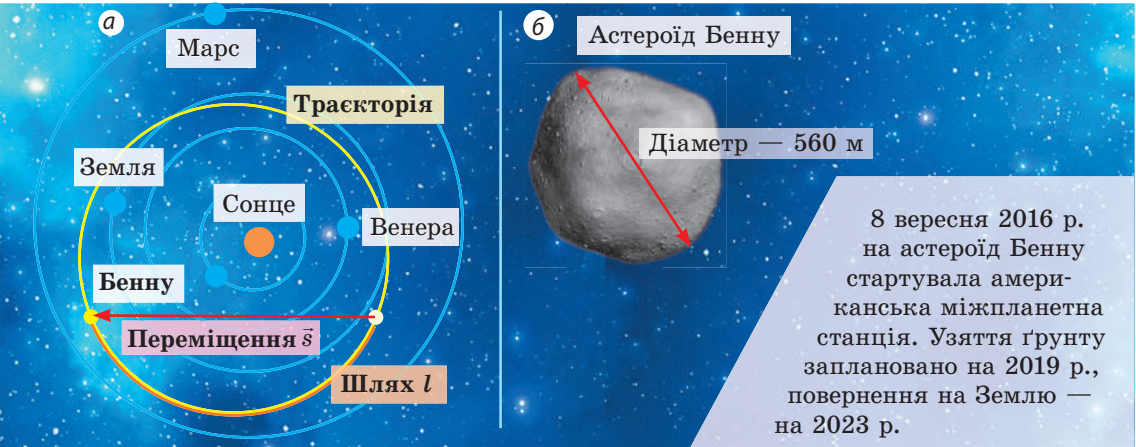 а
Марс
Траєкторія
Земля
Сонце
Венера
Бенну
Переміщення s⃗
Шлях l
б
Астероїд Бенну
Діаметр — 560 м
8 вересня 2016 р.
на астероїд Бенну
стартувала амери-
канська міжпланетна
станція. Узяття ґрунту
заплановано на 2019 р.,
повернення на Землю —
на 2023 р.